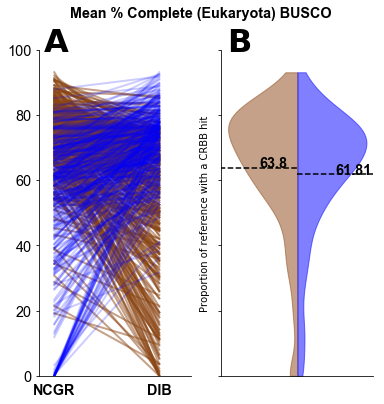 Mean % Complete (Eukaryota) BUSCO
A
B
100
80
60
40
20
0
NCGR
DIB
Proportion of reference with a CRBB hit
63.8
61.81